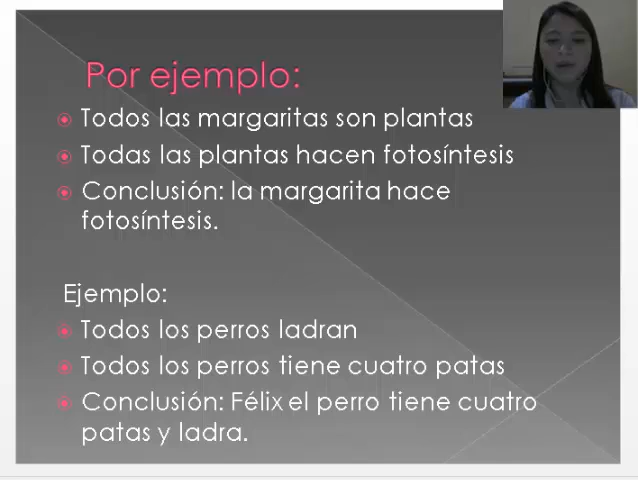 Por ejemplo:
Todos las margaritas son plantas
Todas las plantas hacen fotosíntesis
Conclusión: la margarita hace
fotosíntesis.
Ejemplo:
Todos los perros ladran
Todos los perros tiene cuatro patas
Conclusión: Félix el perro tiene cuatro
patas y ladra.